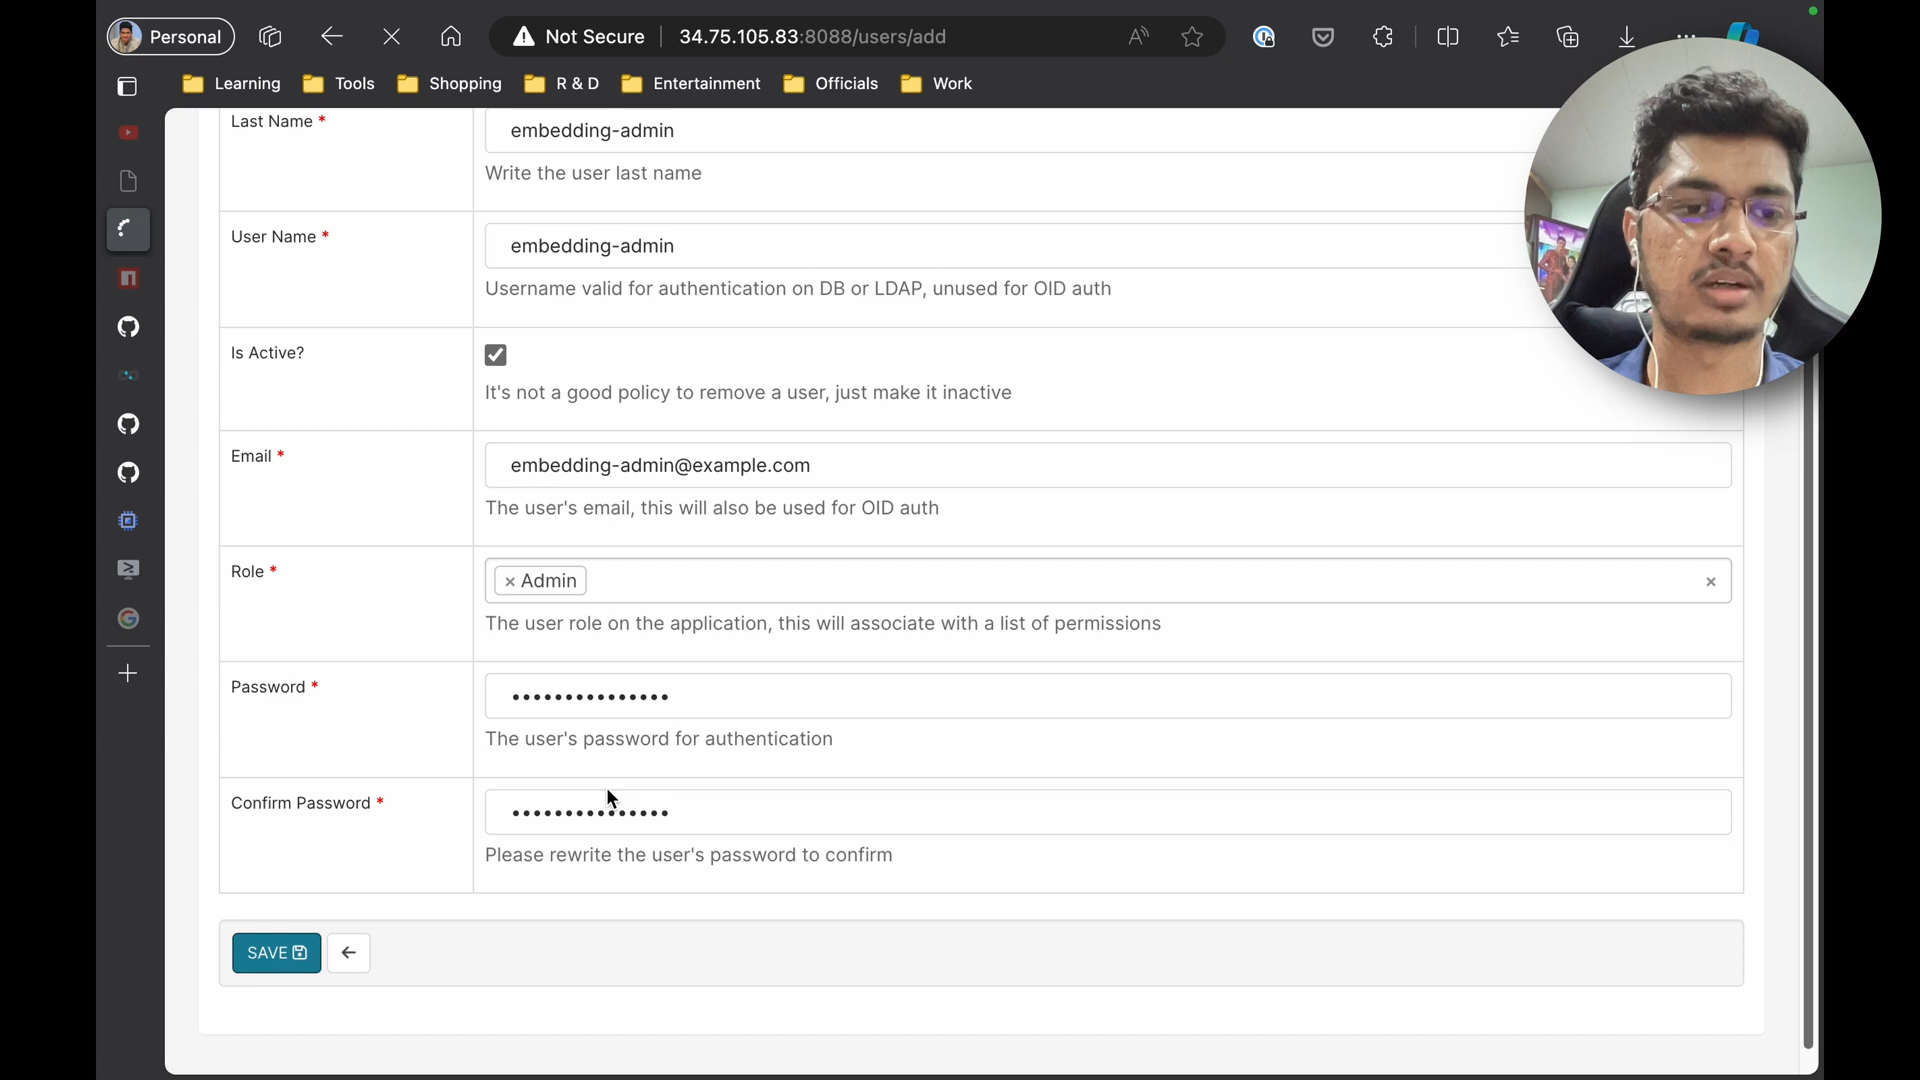 Personal
Not Secure 34.75.105.83:8088/users/add
Learning Tools Shopping R & D Entertainment Officials Work
Last Name *
embedding-admin
Write the user last name
User Name *
embedding-admin
Username valid for authentication on DB or LDAP, unused for OID auth
Is Active?
It's not a good policy to remove a user, just make it inactive
Email *
embedding-admin@example.com
The user's email, this will also be used for OID auth
Role *
× Admin ×
The user role on the application, this will associate with a list of permissions
Password *
•••••••••••••••
The user's password for authentication
Confirm Password *
•••••••••••••••
Please rewrite the user's password to confirm
SAVE